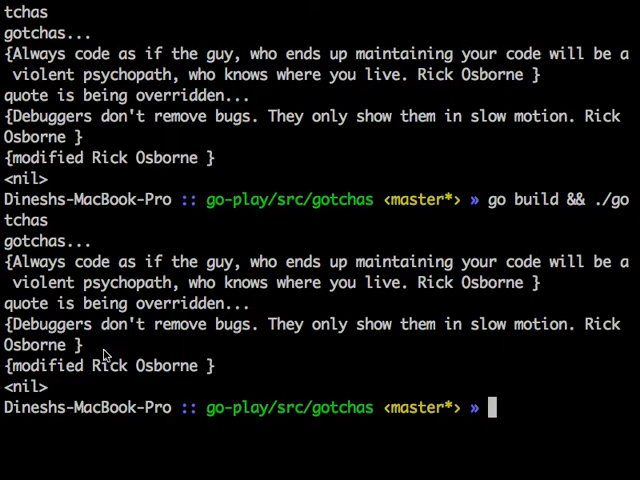 tchas
gotchas...
{Always code as if the guy, who ends up maintaining your code will be a
 violent psychopath, who knows where you live. Rick Osborne }
quote is being overridden...
{Debuggers don't remove bugs. They only show them in slow motion. Rick
Osborne }
{modified Rick Osborne }
<nil>
Dineshs-MacBook-Pro :: go-play/src/gotchas ‹master*› » go build && ./go
tchas
gotchas...
{Always code as if the guy, who ends up maintaining your code will be a
 violent psychopath, who knows where you live. Rick Osborne }
quote is being overridden...
{Debuggers don't remove bugs. They only show them in slow motion. Rick
Osborne }
{modified Rick Osborne }
<nil>
Dineshs-MacBook-Pro :: go-play/src/gotchas ‹master*› »